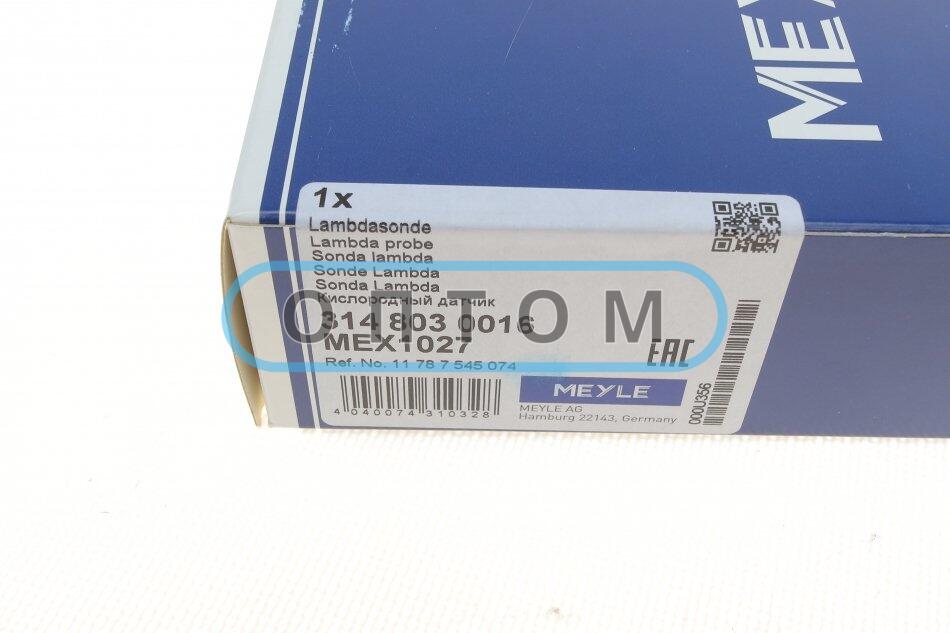 MEY
1x
Lambdasonde
Lambda probe
Sonda lambda
Sonde Lambda
Sonda Lambda
Кислородный датчик
ОПТОМ
314 803 0016
MEX1027
Ref. No. 11 78 7 545 074
EAC
4 040074 310328
MEYLE
MEYLE AG
Hamburg 22143, Germany
000U356